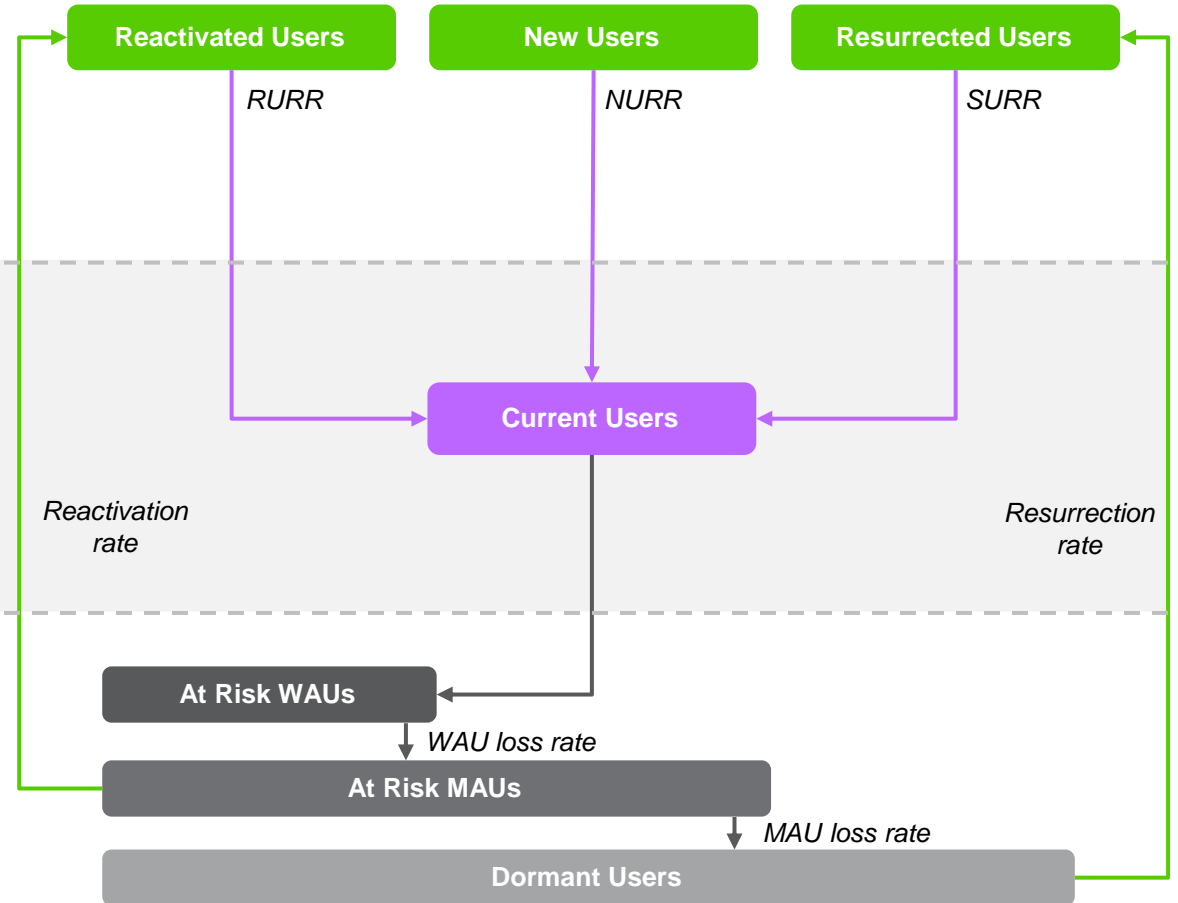 Reactivated Users
New Users
Resurrected Users
RURR
NURR
SURR
Current Users
Reactivation
rate
Resurrection
rate
At Risk WAUs
WAU loss rate
At Risk MAUs
MAU loss rate
Dormant Users